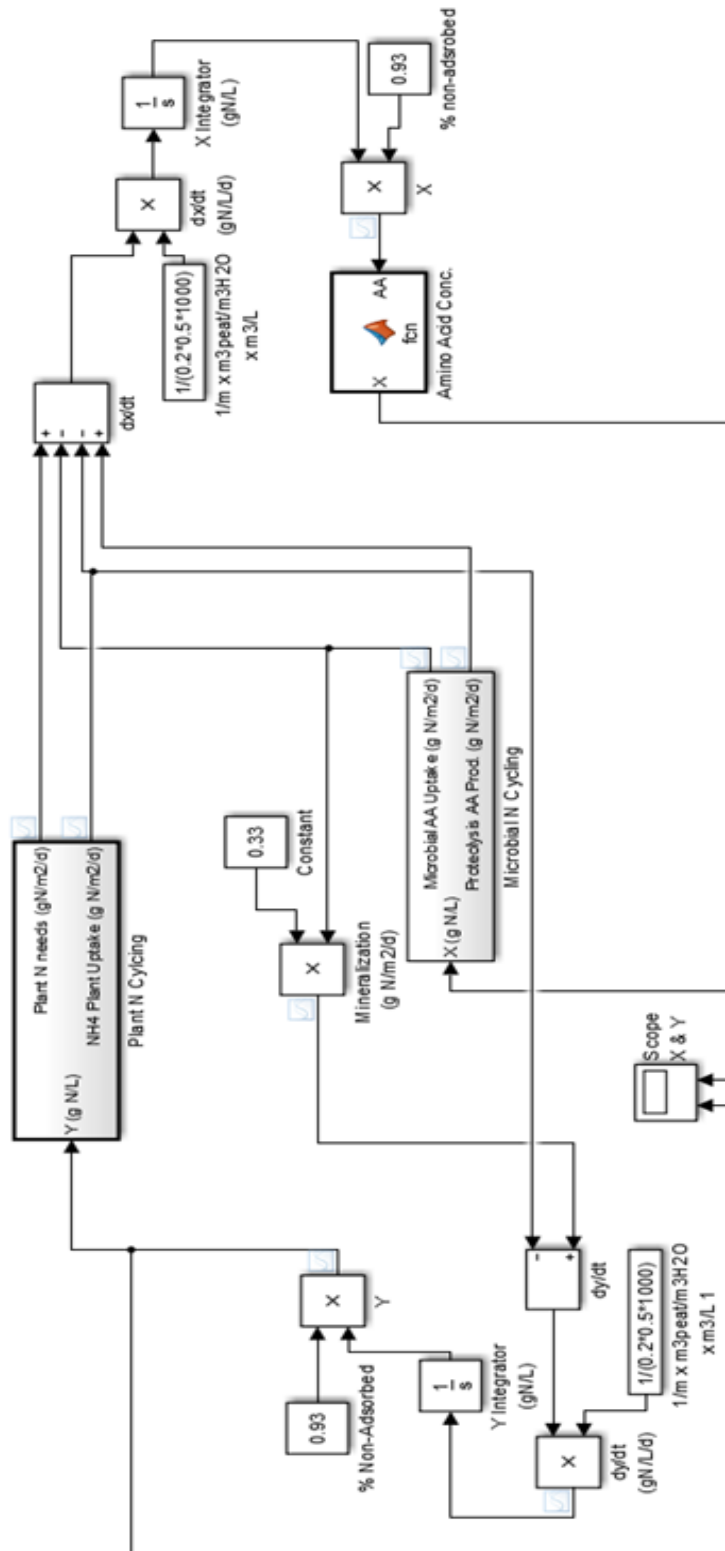 Plant N needs (gN/m2/d)
Y (g N/L)
NH4 Plant Uptake (g N/m2/d)
Plant N Cylcing
+
−
−
+
dx/dt
X
dx/dt
(gN/L/d)
1
s
X Integrator
(gN/L)
1/(0.2*0.5*1000)
1/m x m3peat/m3H2O
x m3/L
0.33
Constant
X
Mineralization
(g N/m2/d)
0.93
% Non-Adsorbed
X
Y
X
X
0.93
% non-adsrobed
X
fcn
AA
Amino Acid Conc.
Microbial AA Uptake (g N/m2/d)
X (g N/L)
Proteolysis AA Prod. (g N/m2/d)
Microbial N Cycling
1
s
Y Integrator
(gN/L)
−
+
dy/dt
X
dy/dt
(gN/L/d)
1/(0.2*0.5*1000)
1/m x m3peat/m3H2O
x m3/L 1
Scope
X & Y